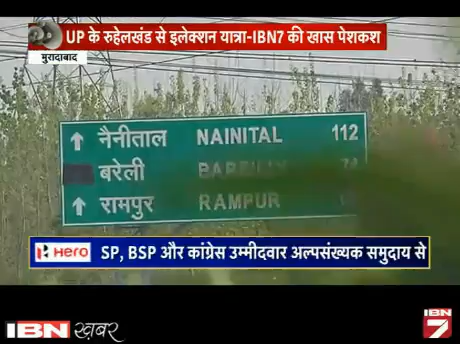 UP के रुहेलखंड से इलेक्शन यात्रा-IBN7 की खास पेशकश
मुरादाबाद
नैनीताल NAINITAL 112
बरेली
रामपुर RAMPUR
Hero SP, BSP और कांग्रेस उम्मीदवार अल्पसंख्यक समुदाय से
IBN ख़बर
IBN
7